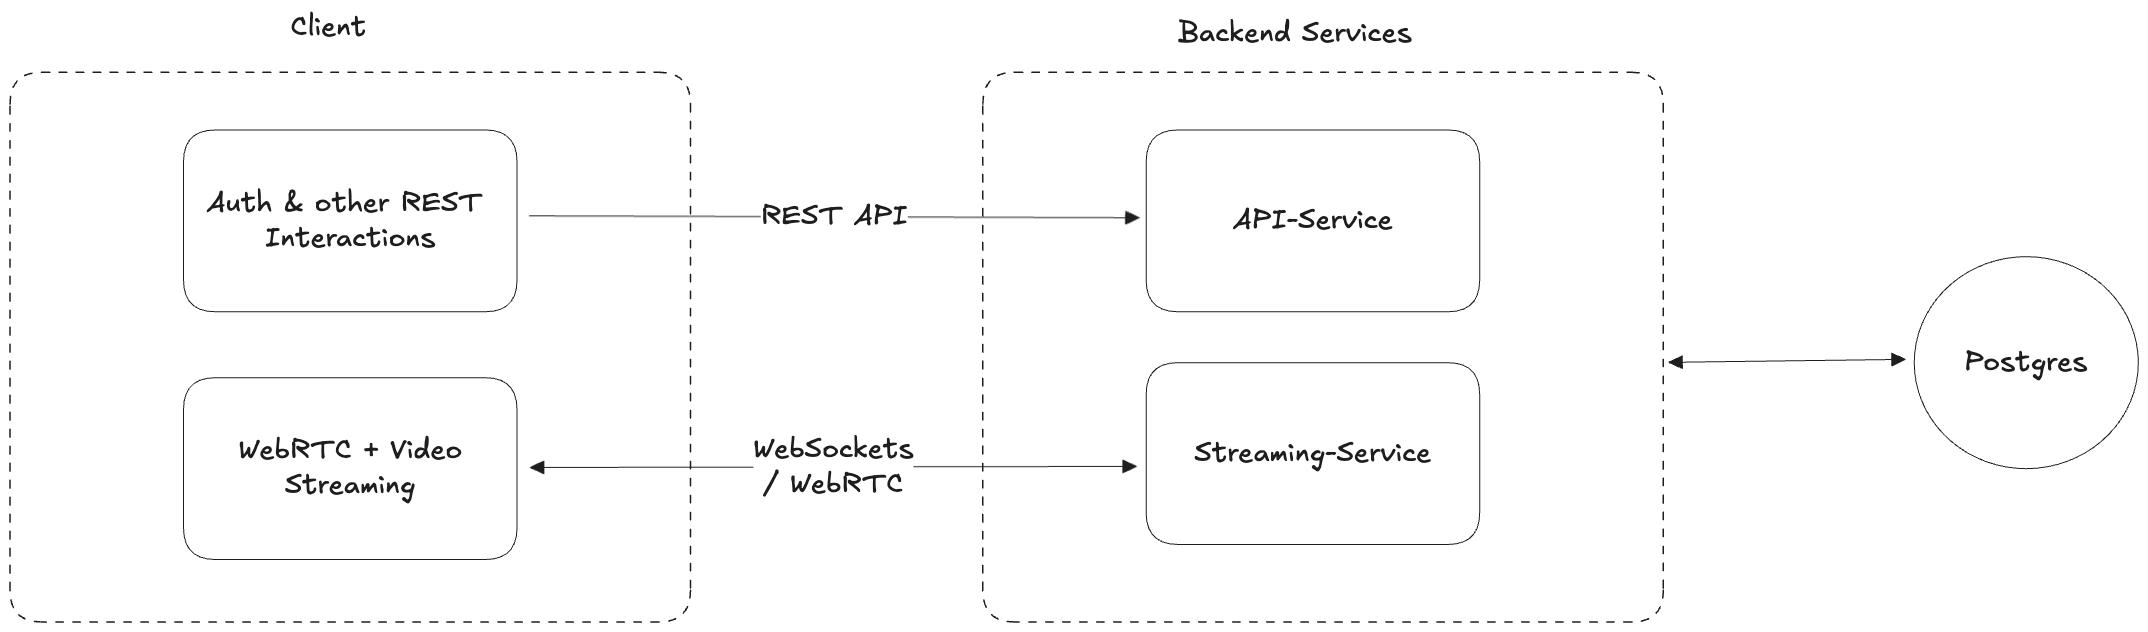 Client
Backend Services
Auth & other REST
Interactions
REST API
API-Service
WebRTC + Video
Streaming
WebSockets
/ WebRTC
Streaming-Service
Postgres